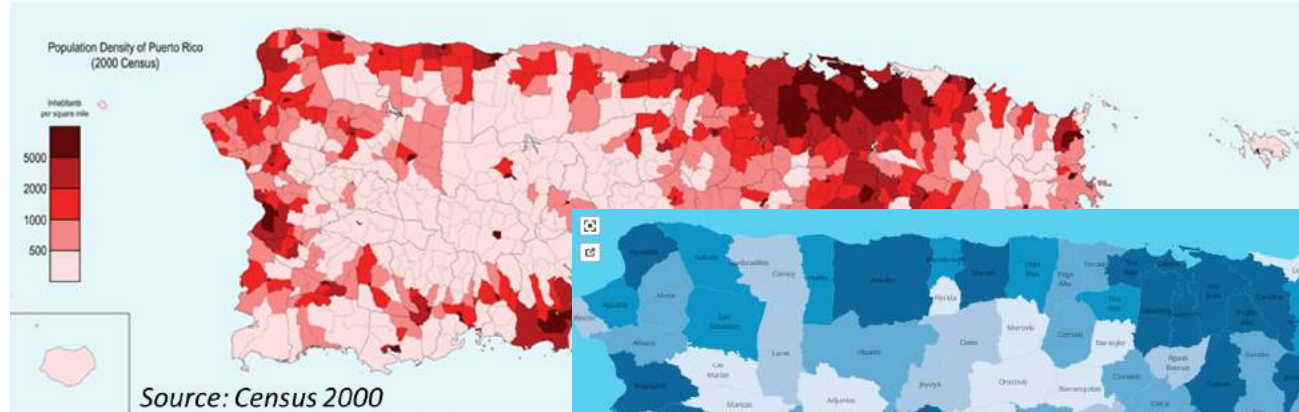 Population Density of Puerto Rico
(2000 Census)
Inhabitants
per square mile
5000
2000
1000
500
Source: Census 2000
Aguadilla
Isabela
Quebradillas
Camuy
Hatillo
Arecibo
Barceloneta
Manatí
Vega
Baja
Vega
Alta
Dorado
Toa
Baja
Aguada
Moca
San
Sebastián
Florida
Toa
Alta
Bayamón
San
Juan
Carolina
Trujillo
Alto
Rincón
Añasco
Lares
Utuado
Ciales
Morovis
Corozal
Naranjito
Aguas
Buenas
Gurabo
Mayagüez
Las
Marías
Maricao
Adjuntas
Jayuya
Orocovis
Barranquitas
Comerío
Cidra
Caguas